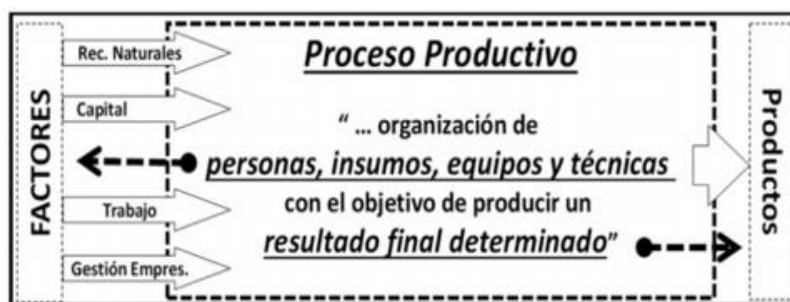 FACTORES
Rec. Naturales
Capital
Trabajo
Gestión Empres.
Proceso Productivo
“ ... organización de
personas, insumos, equipos y técnicas
con el objetivo de producir un
resultado final determinado”
Productos